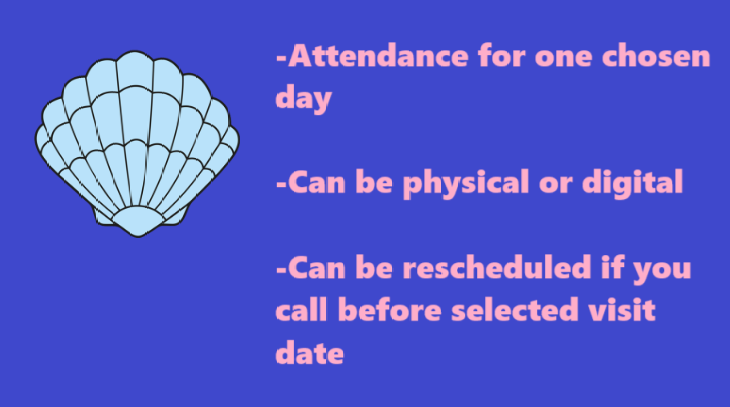 -Attendance for one chosen
day
-Can be physical or digital
-Can be rescheduled if you
call before selected visit
date